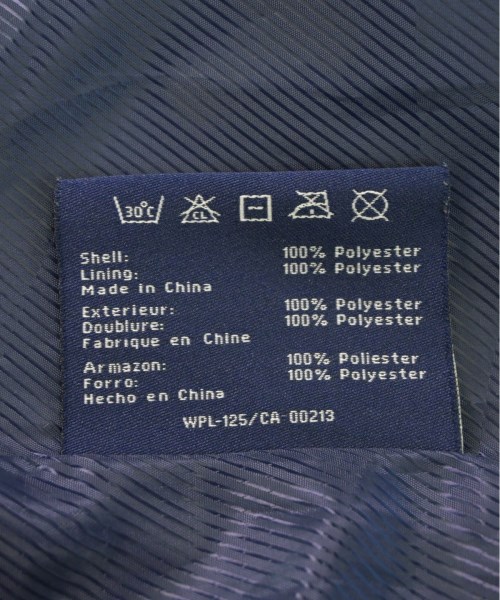 30°C CL
Shell: 100% Polyester
Lining: 100% Polyester
Made in China
Exterieur: 100% Polyester
Doublure: 100% Polyester
Fabrique en Chine
Armazon: 100% Poliester
Forro: 100% Polyester
Hecho en China
WPL-125/CA 00213